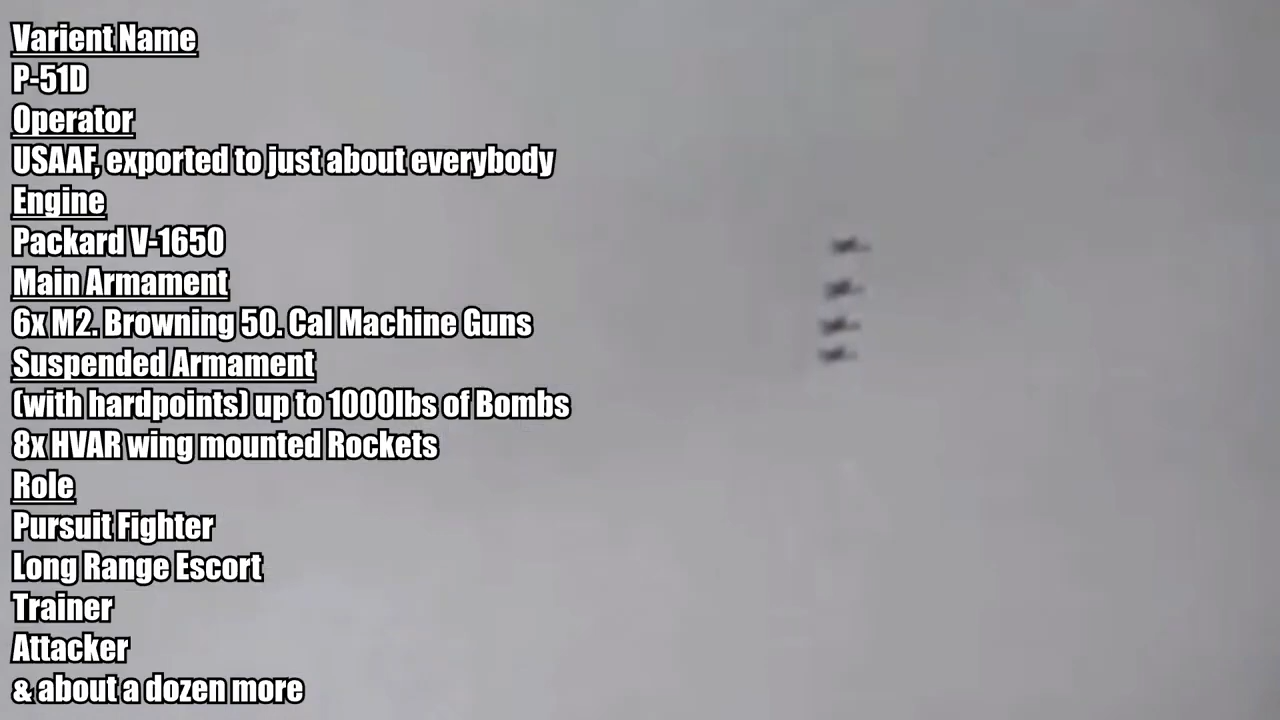 Varient Name
P-51D
Operator
USAAF, exported to just about everybody
Engine
Packard V-1650
Main Armament
6x M2. Browning 50. Cal Machine Guns
Suspended Armament
(with hardpoints) up to 1000lbs of Bombs
8x HVAR wing mounted Rockets
Role
Pursuit Fighter
Long Range Escort
Trainer
Attacker
& about a dozen more